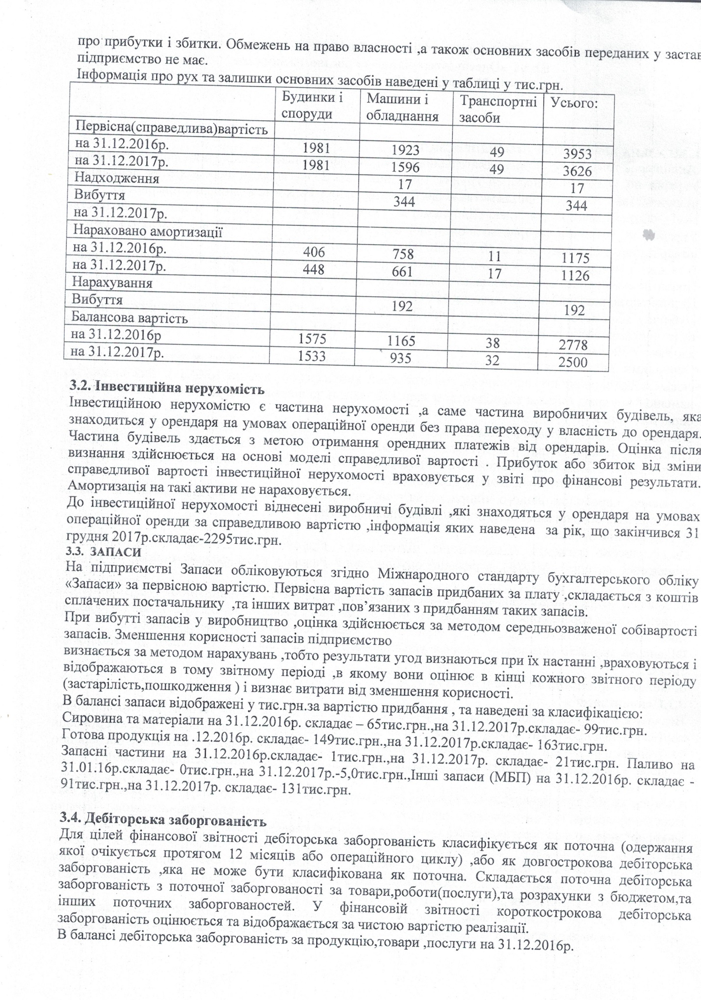 про прибутки і збитки. Обмежень на право власності ,а також основних засобів переданих у застав
підприємство не має.
Інформація про рух та залишки основних засобів наведені у таблиці у тис.грн.
Будинки і споруди Машини і обладнання Транспортні засоби Усього:
Первісна(справедлива)вартість
на 31.12.2016р. 1981 1923 49 3953
на 31.12.2017р. 1981 1596 49 3626
Надходження 17 17
Вибуття 344 344
на 31.12.2017р.
Нараховано амортизації
на 31.12.2016р. 406 758 11 1175
на 31.12.2017р. 448 661 17 1126
Нарахування
Вибуття 192 192
Балансова вартість
на 31.12.2016р 1575 1165 38 2778
на 31.12.2017р. 1533 935 32 2500
3.2. Інвестиційна нерухомість
Інвестиційною нерухомістю є частина нерухомості ,а саме частина виробничих будівель, яка
знаходиться у орендаря на умовах операційної оренди без права переходу у власність до орендаря.
Частина будівель здається з метою отримання орендних платежів від орендарів. Оцінка після
визнання здійснюється на основі моделі справедливої вартості . Прибуток або збиток від зміни
справедливої вартості інвестиційної нерухомості враховується у звіті про фінансові результати.
Амортизація на такі активи не нараховується.
До інвестиційної нерухомості віднесені виробничі будівлі ,які знаходяться у орендаря на умовах
операційної оренди за справедливою вартістю ,інформація яких наведена за рік, що закінчився 31
грудня 2017р.складає-2295тис.грн.
3.3. ЗАПАСИ
На підприємстві Запаси обліковуються згідно Міжнародного стандарту бухгалтерського обліку
«Запаси» за первісною вартістю. Первісна вартість запасів придбаних за плату ,складається з коштів
сплачених постачальнику ,та інших витрат ,пов’язаних з придбанням таких запасів.
При вибутті запасів у виробництво ,оцінка здійснюється за методом середньозваженої собівартості
запасів. Зменшення корисності запасів підприємство
визнається за методом нарахувань ,тобто результати угод визнаються при їх настанні ,враховуються і
відображаються в тому звітному періоді ,в якому вони оцінює в кінці кожного звітного періоду
(застарілість,пошкодження ) і визнає витрати від зменшення корисності.
В балансі запаси відображені у тис.грн.за вартістю придбання , та наведені за класифікацією:
Сировина та матеріали на 31.12.2016р. складає – 65тис.грн.,на 31.12.2017р.складає- 99тис.грн.
Готова продукція на .12.2016р. складає- 149тис.грн.,на 31.12.2017р.складає- 163тис.грн.
Запасні частини на 31.12.2016р.складає- 1тис.грн.,на 31.12.2017р. складає- 21тис.грн. Паливо на
31.01.16р.складає- 0тис.грн.,на 31.12.2017р.-5,0тис.грн.,Інші запаси (МБП) на 31.12.2016р. складає -
91тис.грн.,на 31.12.2017р. складає- 131тис.грн.
3.4. Дебіторська заборгованість
Для цілей фінансової звітності дебіторська заборгованість класифікується як поточна (одержання
якої очікується протягом 12 місяців або операційного циклу) ,або як довгострокова дебіторська
заборгованість ,яка не може бути класифікована як поточна. Складається поточна дебіторська
заборгованість з поточної заборгованості за товари,роботи(послуги),та розрахунки з бюджетом,та
інших поточних заборгованостей. У фінансовій звітності короткострокова дебіторська
заборгованість оцінюється та відображається за чистою вартістю реалізації.
В балансі дебіторська заборгованість за продукцію,товари ,послуги на 31.12.2016р.